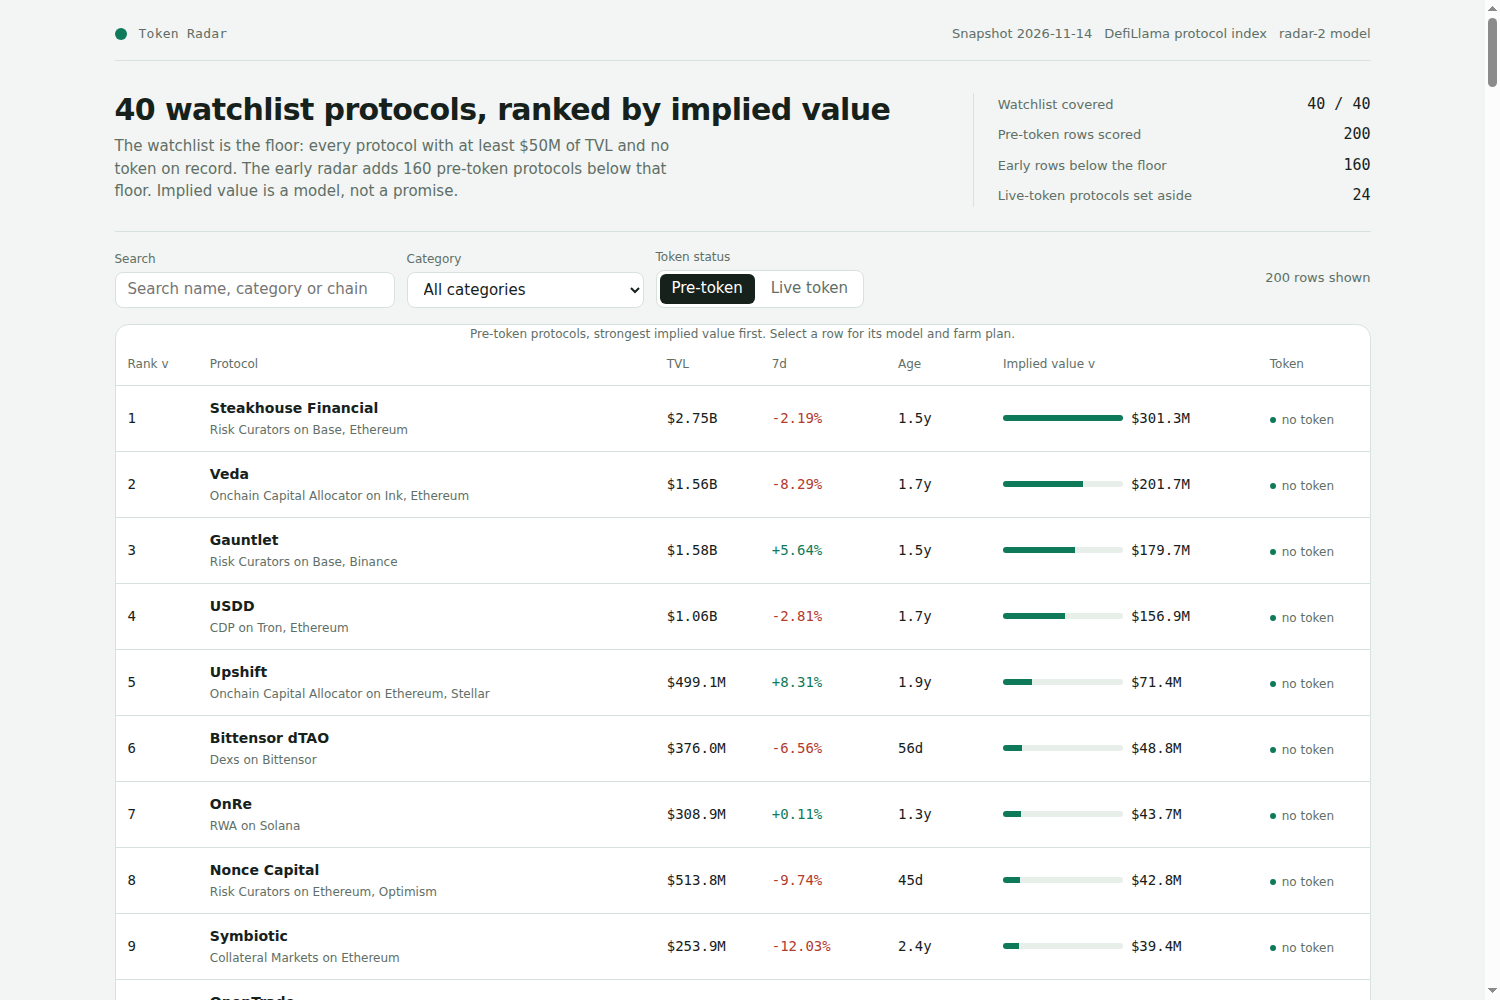 Token Radar
Snapshot 2026-11-14 DefiLlama protocol index radar-2 model
40 watchlist protocols, ranked by implied value
The watchlist is the floor: every protocol with at least $50M of TVL and no
token on record. The early radar adds 160 pre-token protocols below that
floor. Implied value is a model, not a promise.
Watchlist covered 40 / 40
Pre-token rows scored 200
Early rows below the floor 160
Live-token protocols set aside 24
Search
Search name, category or chain
Category
All categories
Token status
Pre-token Live token
200 rows shown
Pre-token protocols, strongest implied value first. Select a row for its model and farm plan.
Rank v Protocol TVL 7d Age Implied value v Token
1 Steakhouse Financial $2.75B -2.19% 1.5y $301.3M no token
Risk Curators on Base, Ethereum
2 Veda $1.56B -8.29% 1.7y $201.7M no token
Onchain Capital Allocator on Ink, Ethereum
3 Gauntlet $1.58B +5.64% 1.5y $179.7M no token
Risk Curators on Base, Binance
4 USDD $1.06B -2.81% 1.7y $156.9M no token
CDP on Tron, Ethereum
5 Upshift $499.1M +8.31% 1.9y $71.4M no token
Onchain Capital Allocator on Ethereum, Stellar
6 Bittensor dTAO $376.0M -6.56% 56d $48.8M no token
Dexs on Bittensor
7 OnRe $308.9M +0.11% 1.3y $43.7M no token
RWA on Solana
8 Nonce Capital $513.8M -9.74% 45d $42.8M no token
Risk Curators on Ethereum, Optimism
9 Symbiotic $253.9M -12.03% 2.4y $39.4M no token
Collateral Markets on Ethereum
OpenTrade